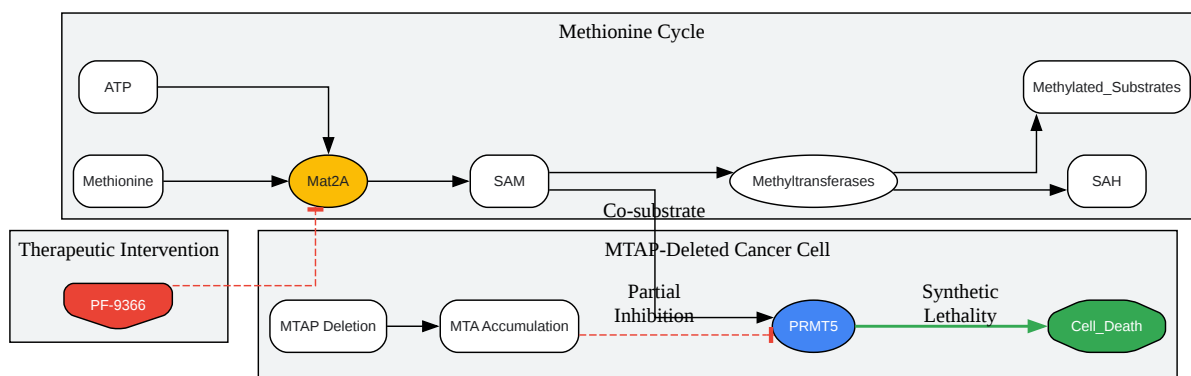 Methionine Cycle
ATP
Methylated_Substrates
Methionine
Mat2A
SAM
Methyltransferases
SAH
Co-substrate
Therapeutic Intervention
PF-9366
MTAP-Deleted Cancer Cell
MTAP Deletion
MTA Accumulation
Partial
Inhibition
PRMT5
Synthetic
Lethality
Cell_Death